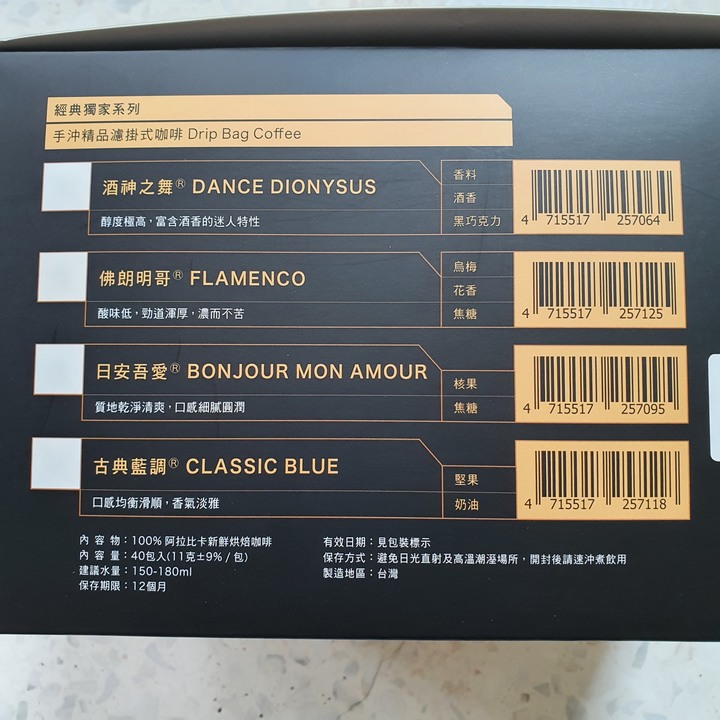 經典獨家系列
手沖精品濾掛式咖啡 Drip Bag Coffee
酒神之舞® DANCE DIONYSUS
醇度極高，富含酒香的迷人特性
香料
酒香
黑巧克力
4 715517 257064
佛朗明哥® FLAMENCO
酸味低，勁道渾厚，濃而不苦
烏梅
花香
焦糖
4 715517 257125
日安吾愛® BONJOUR MON AMOUR
質地乾淨清爽，口感細膩圓潤
核果
焦糖
4 715517 257095
古典藍調® CLASSIC BLUE
口感均衡滑順，香氣淡雅
堅果
奶油
4 715517 257118
內 容 物：100% 阿拉比卡新鮮烘焙咖啡
內 容 量：40包入(11克±9% / 包)
建議水量：150-180ml
保存期限：12個月
有效日期：見包裝標示
保存方式：避免日光直射及高溫潮溼場所，開封後請速沖煮飲用
製造地區：台灣